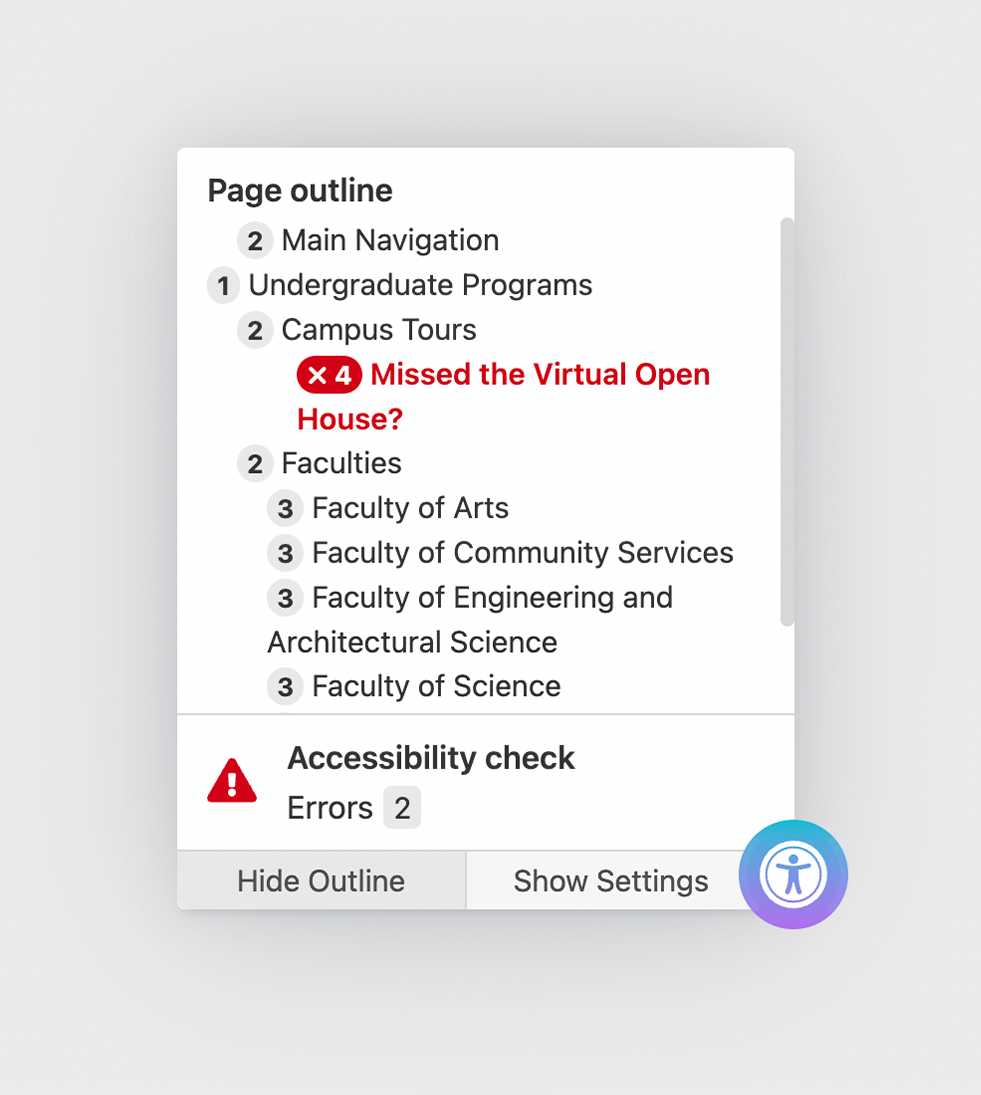 Page outline
2 Main Navigation
1 Undergraduate Programs
2 Campus Tours
× 4 Missed the Virtual Open
House?
2 Faculties
3 Faculty of Arts
3 Faculty of Community Services
3 Faculty of Engineering and
Architectural Science
3 Faculty of Science
Accessibility check
Errors 2
Hide Outline
Show Settings